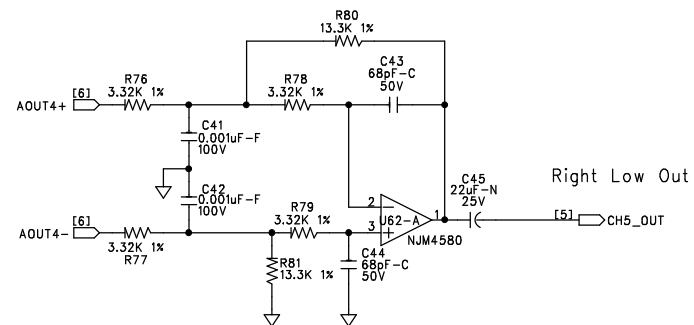 R80
13.3K 1%
C43
68pF-C
50V
R76
3.32K 1%
R78
3.32K 1%
[6]
AOUT4+
C41
0.001uF-F
100V
C42
0.001uF-F
100V
C45
22uF-N
25V
Right Low Out
2
U62-A
1
3
NJM4580
[5]
CH5_OUT
R79
3.32K 1%
[6]
AOUT4-
3.32K 1%
R77
R81
13.3K 1%
C44
68pF-C
50V